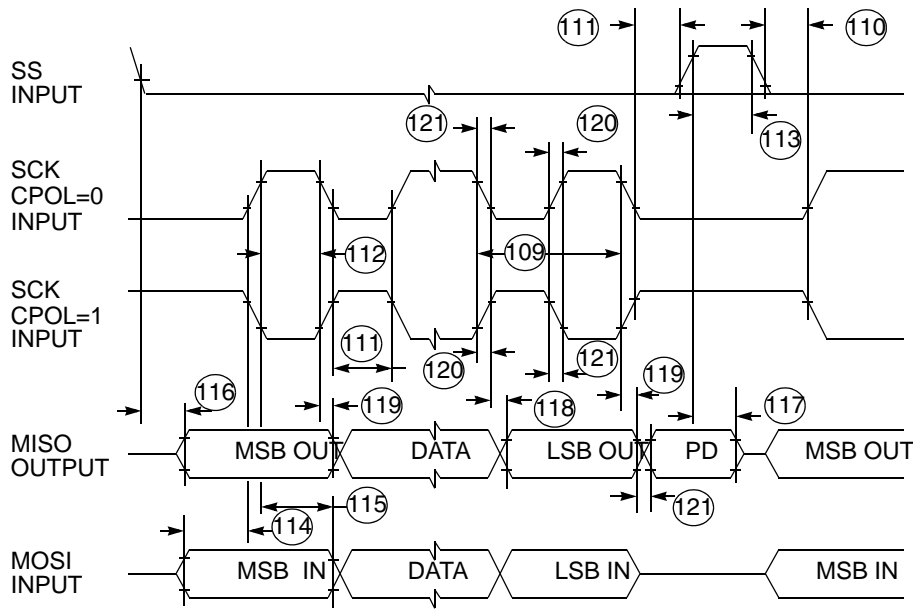 111
110
SS
INPUT
113
121
120
SCK
CPOL=0
INPUT
112
109
SCK
CPOL=1
INPUT
111
120
121
116
119
118
119
117
MISO
OUTPUT
MSB OUT
DATA
LSB OUT
PD
MSB OUT
115
121
114
MOSI
INPUT
MSB IN
DATA
LSB IN
MSB IN